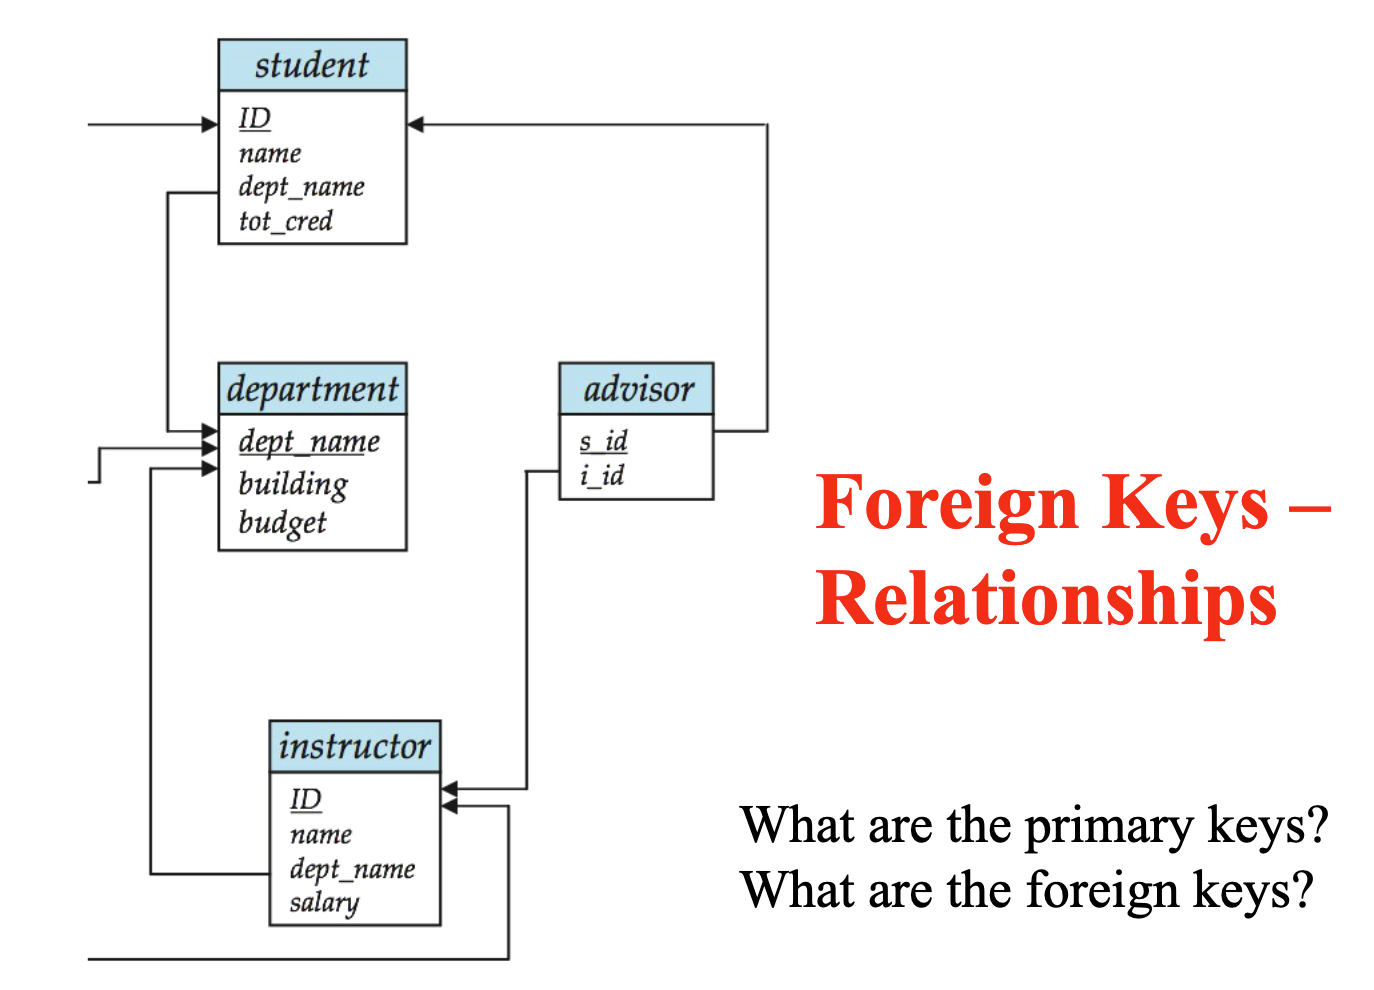 student
ID
name
dept_name
tot_cred
department
dept_name
building
budget
advisor
s_id
i_id
instructor
ID
name
dept_name
salary
Foreign Keys –
Relationships
What are the primary keys?
What are the foreign keys?